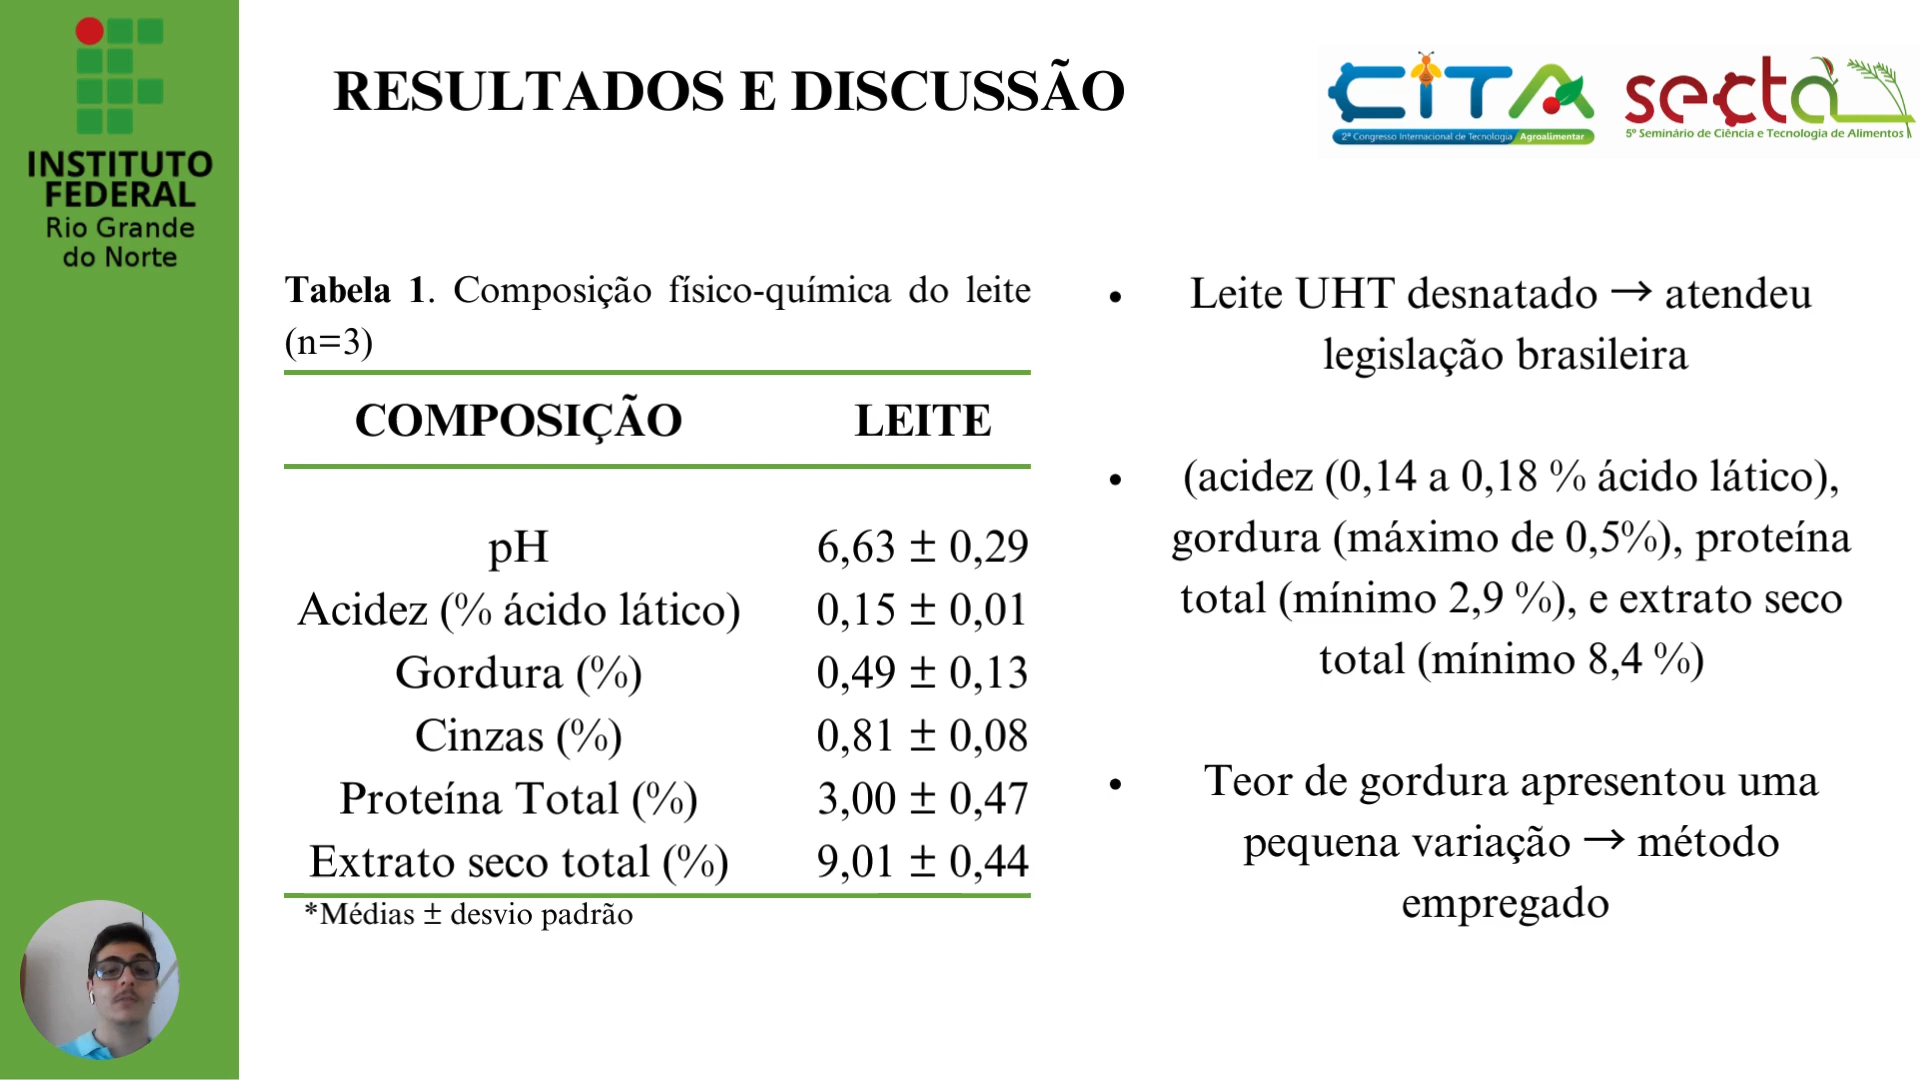 INSTITUTO
FEDERAL
Rio Grande
do Norte
RESULTADOS E DISCUSSÃO
CITA
2º Congresso Internacional de Tecnologia Agroalimentar
secta
5º Seminário de Ciência e Tecnologia de Alimentos
Tabela 1. Composição físico-química do leite
(n=3)
COMPOSIÇÃO LEITE
pH 6,63 ± 0,29
Acidez (% ácido lático) 0,15 ± 0,01
Gordura (%) 0,49 ± 0,13
Cinzas (%) 0,81 ± 0,08
Proteína Total (%) 3,00 ± 0,47
Extrato seco total (%) 9,01 ± 0,44
*Médias ± desvio padrão
• Leite UHT desnatado → atendeu
legislação brasileira
• (acidez (0,14 a 0,18 % ácido lático),
gordura (máximo de 0,5%), proteína
total (mínimo 2,9 %), e extrato seco
total (mínimo 8,4 %)
• Teor de gordura apresentou uma
pequena variação → método
empregado